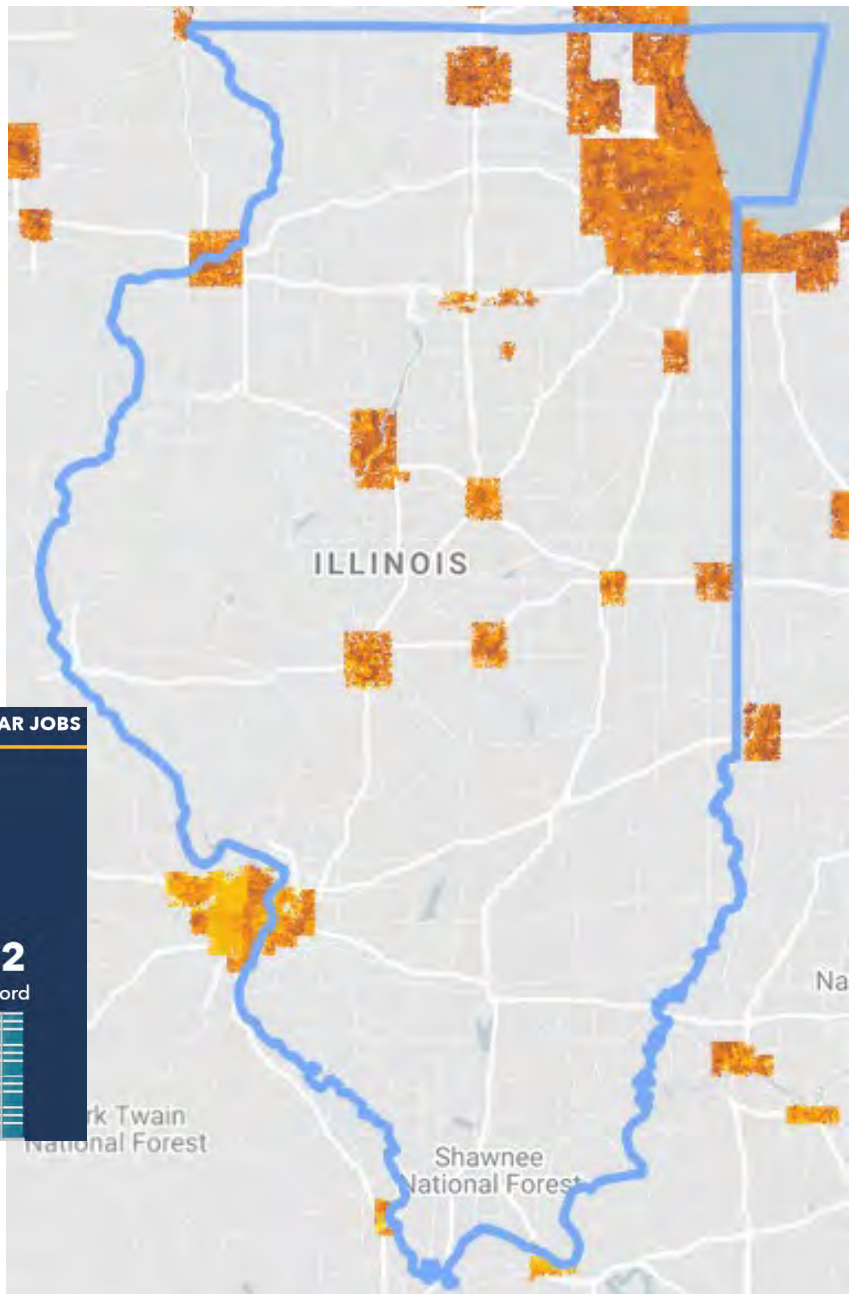 ILLINOIS
AR JOBS
2
ord
Na
rk Twain
National Forest
Shawnee
National Forest